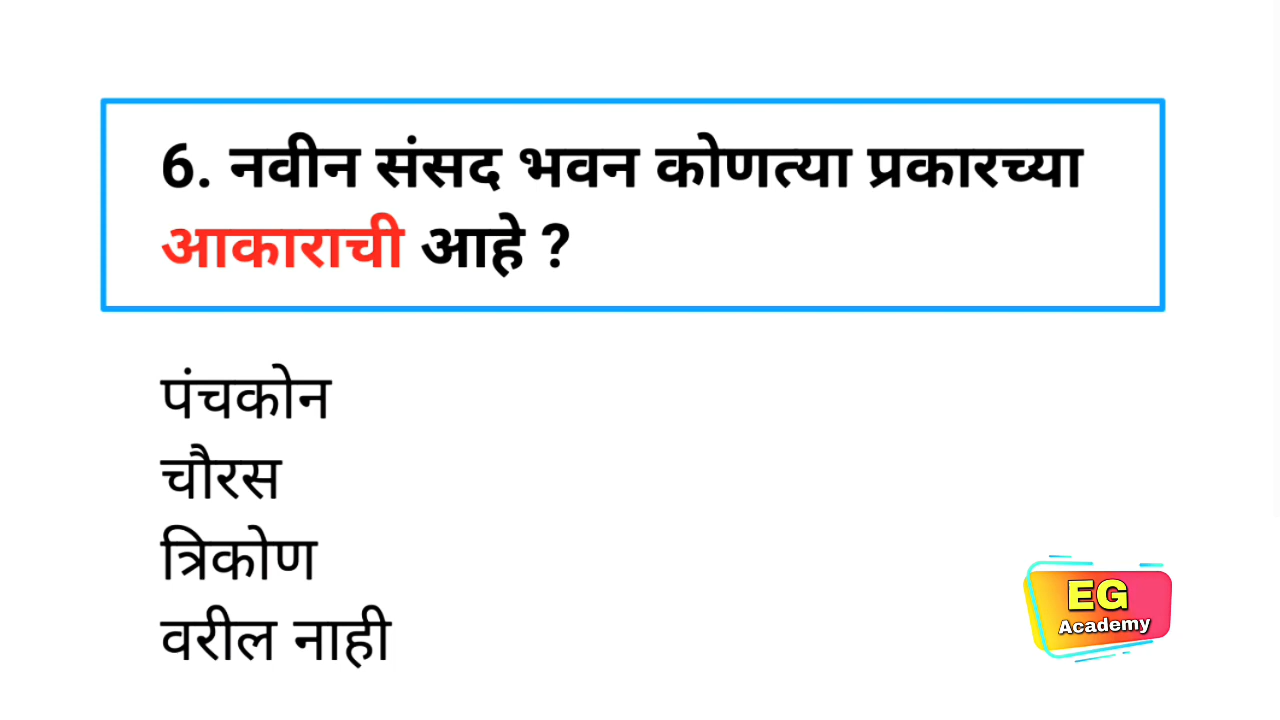 6. नवीन संसद भवन कोणत्या प्रकारच्या
आकाराची आहे ?
पंचकोन
चौरस
त्रिकोण
वरील नाही
EG
Academy